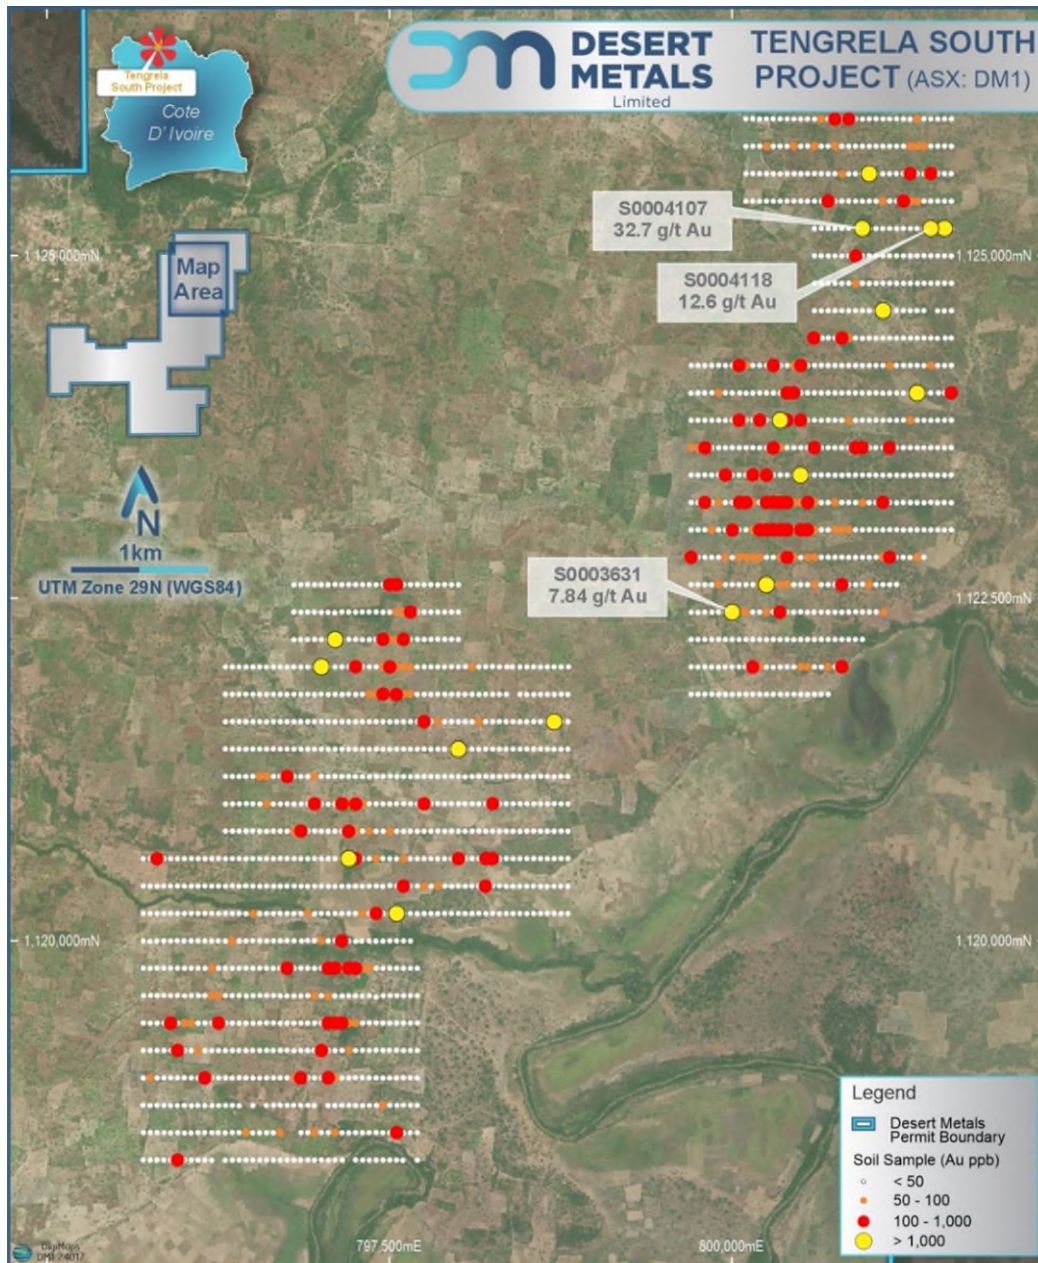 DESERT
METALS
Limited
TENGRELA SOUTH
PROJECT (ASX: DM1)
Tengrela
South Project
Cote
D' Ivoire
S0004107
32.7 g/t Au
1,125,000mN
1,125,000mN
Map
Area
S0004118
12.6 g/t Au
N
1km
UTM Zone 29N (WGS84)
S0003631
7.84 g/t Au
1,122,500mN
1,120,000mN
1,120,000mN
Legend
Desert Metals
Permit Boundary
Soil Sample (Au ppb)
< 50
50 - 100
100 - 1,000
> 1,000
DigiMaps
797,500mE
800,000mE